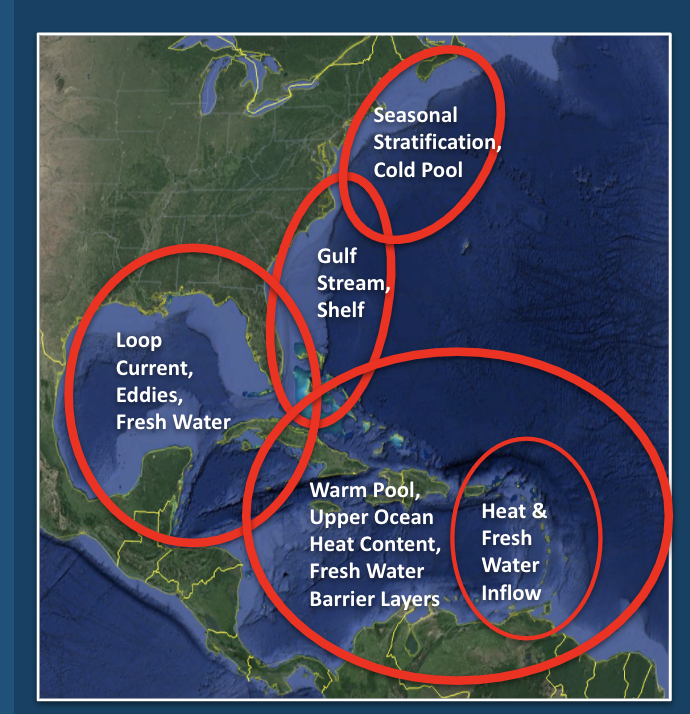 Seasonal
Stratification,
Cold Pool
Gulf
Stream,
Shelf
Loop
Current,
Eddies,
Fresh Water
Warm Pool,
Upper Ocean
Heat Content,
Fresh Water
Barrier Layers
Heat &
Fresh
Water
Inflow